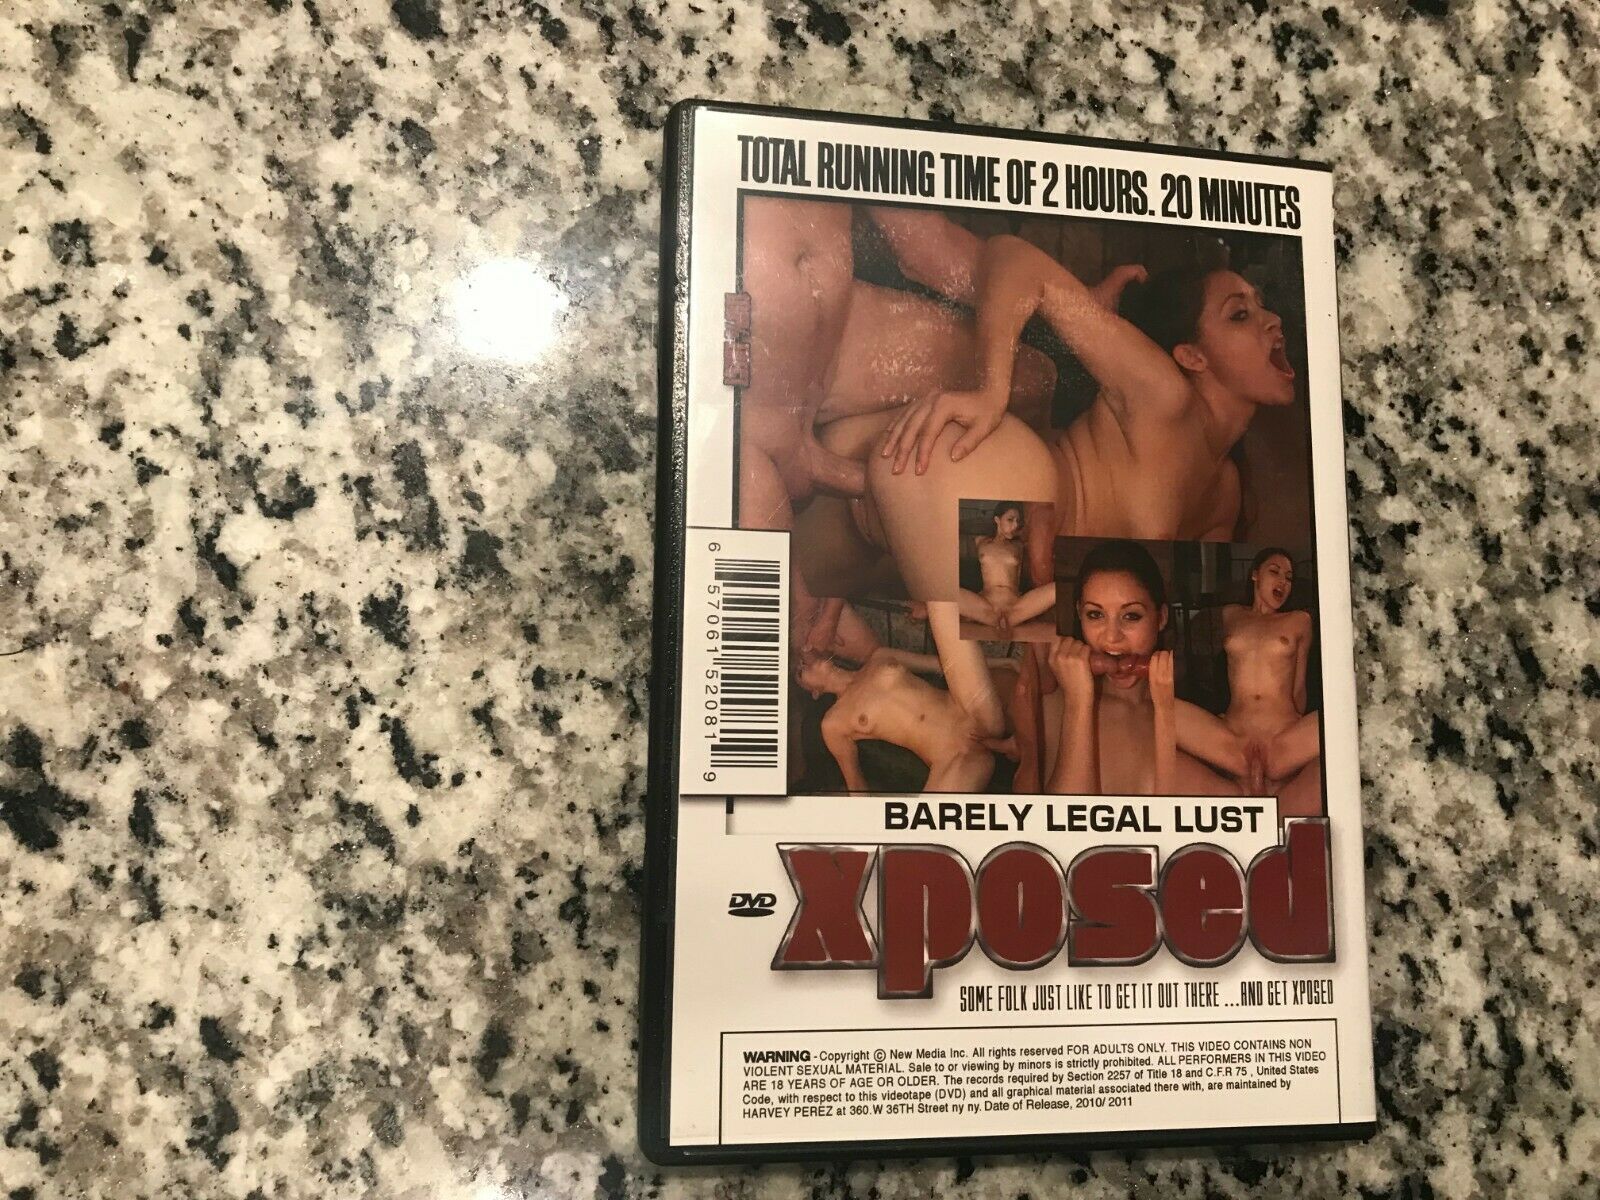 TOTAL RUNNING TIME OF 2 HOURS. 20 MINUTES
6 57061 52081 9
BARELY LEGAL LUST
DVD
xposed
SOME FOLK JUST LIKE TO GET IT OUT THERE ...AND GET XPOSED
WARNING - Copyright © New Media Inc. All rights reserved FOR ADULTS ONLY. THIS VIDEO CONTAINS NON
VIOLENT SEXUAL MATERIAL. Sale to or viewing by minors is strictly prohibited. ALL PERFORMERS IN THIS VIDEO
ARE 18 YEARS OF AGE OR OLDER. The records required by Section 2257 of Title 18 and C.F.R 75 , United States
Code, with respect to this videotape (DVD) and all graphical material associated there with, are maintained by
HARVEY PEREZ at 360.W 36TH Street ny ny. Date of Release, 2010/ 2011